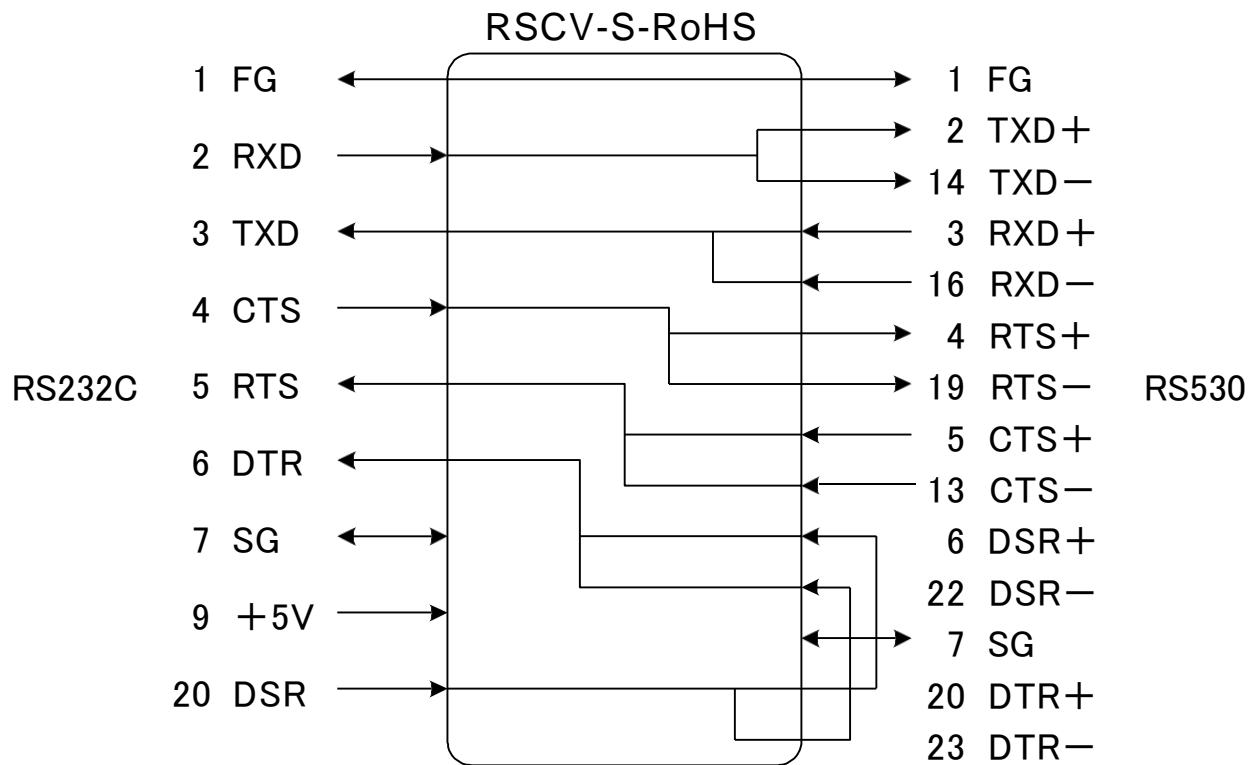 RSCV-S-RoHS
1 FG
2 RXD
3 TXD
4 CTS
RS232C
5 RTS
6 DTR
7 SG
9 +5V
20 DSR
1 FG
2 TXD+
14 TXD-
3 RXD+
16 RXD-
4 RTS+
19 RTS-
RS530
5 CTS+
13 CTS-
6 DSR+
22 DSR-
7 SG
20 DTR+
23 DTR-